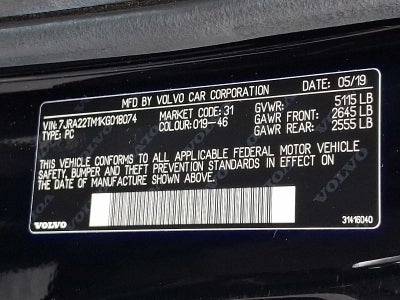 MFD BY VOLVO CAR CORPORATION DATE: 05/19
VIN: 7JRA22TM1KG018074 MARKET CODE: 31 GVWR: 5115 LB
TYPE: PC COLOUR: 019-46 GAWR FRONT: 2645 LB
GAWR REAR: 2555 LB
THIS VEHICLE CONFORMS TO ALL APPLICABLE FEDERAL MOTOR VEHICLE
SAFETY, BUMPER AND THEFT PREVENTION STANDARDS IN EFFECT ON
THE DATE OF MANUFACTURE SHOWN ABOVE.
VOLVO 31416040